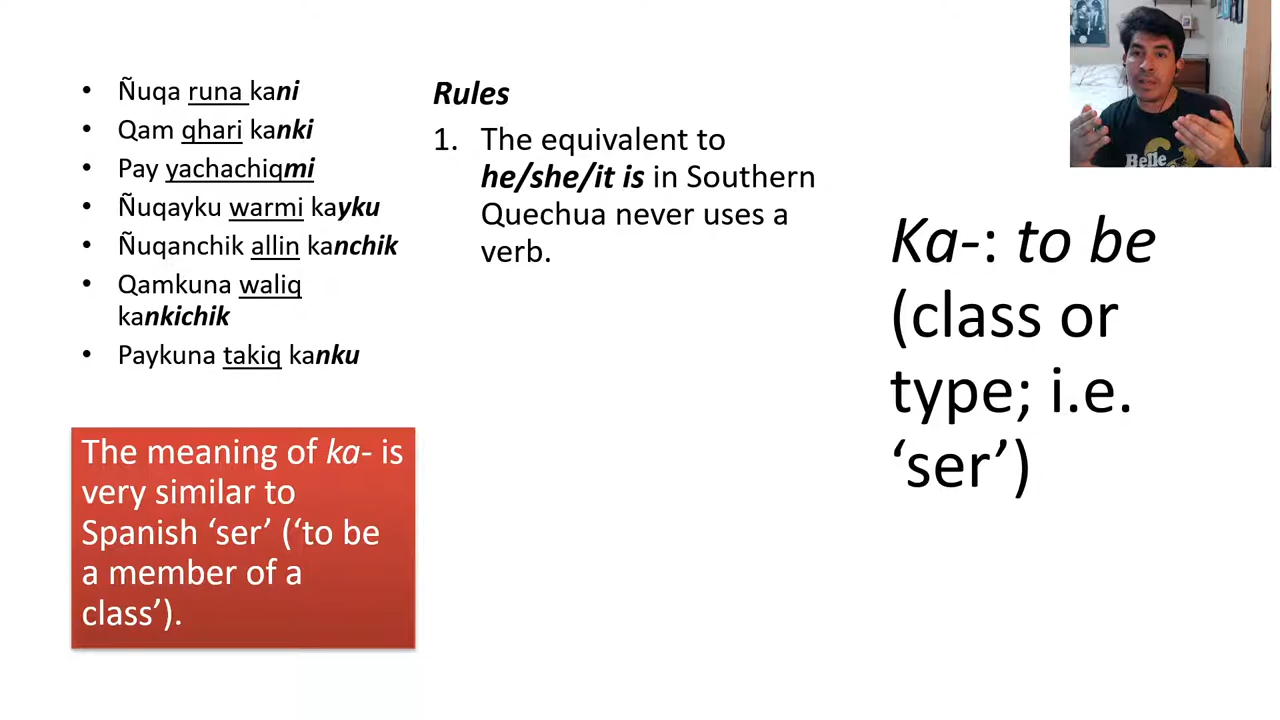 Ñuqa runa kani
Qam qhari kanki
Pay yachachiqmi
Ñuqayku warmi kayku
Ñuqanchik allin kanchik
Qamkuna waliq
kankichik
Paykuna takiq kanku
The meaning of ka- is
very similar to
Spanish ‘ser’ (‘to be
a member of a
class’).
Rules
1. The equivalent to
he/she/it is in Southern
Quechua never uses a
verb.
Ka-: to be
(class or
type; i.e.
‘ser’)
Belle